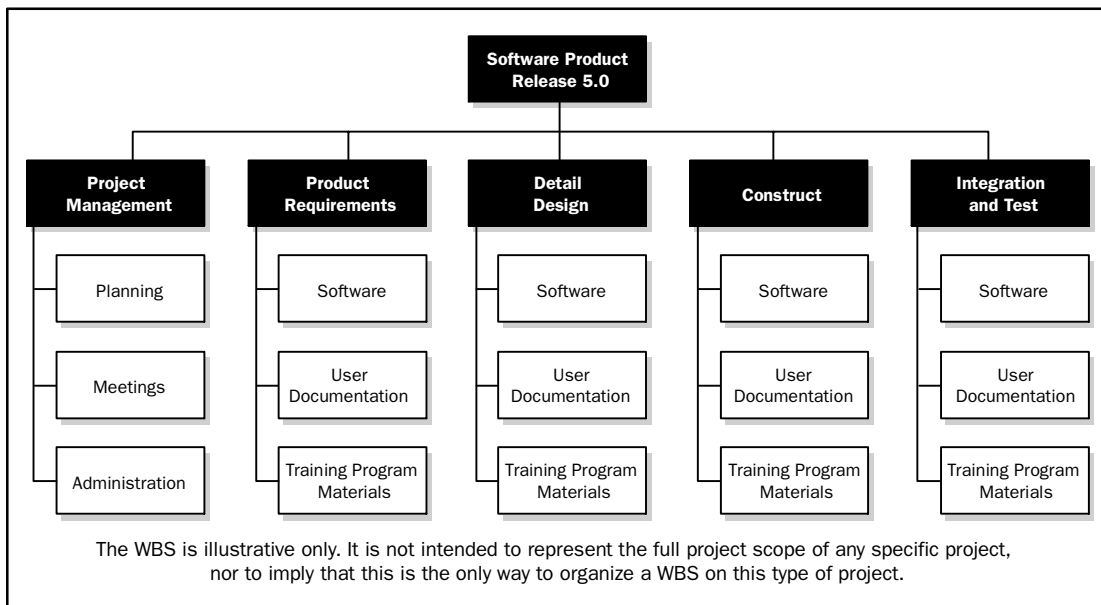 Software Product
Release 5.0
Project
Management
Product
Requirements
Detail
Design
Construct
Integration
and Test
Planning
Software
Software
Software
Software
Meetings
User
Documentation
User
Documentation
User
Documentation
User
Documentation
Administration
Training Program
Materials
Training Program
Materials
Training Program
Materials
Training Program
Materials
The WBS is illustrative only. It is not intended to represent the full project scope of any specific project,
nor to imply that this is the only way to organize a WBS on this type of project.